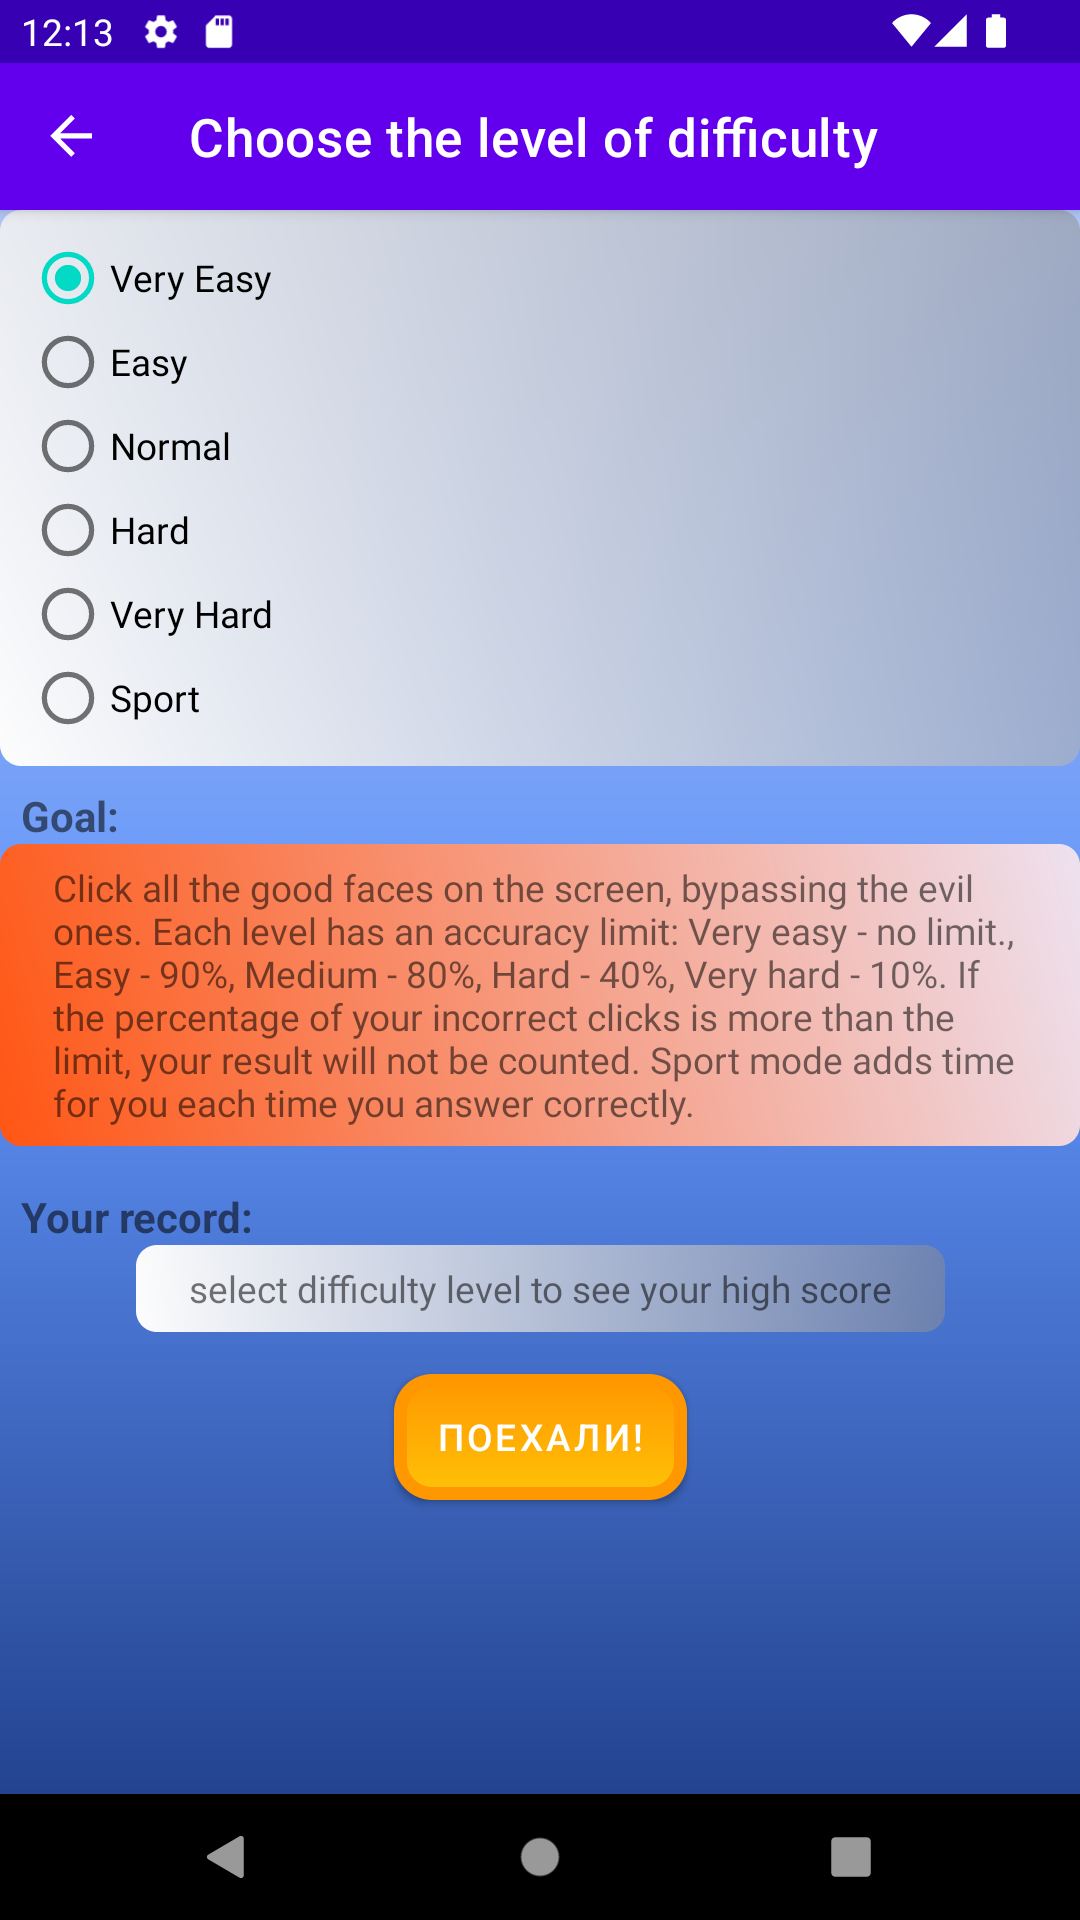 12:13
Choose the level of difficulty
Very Easy
Easy
Normal
Hard
Very Hard
Sport
Goal:
Click all the good faces on the screen, bypassing the evil
ones. Each level has an accuracy limit: Very easy - no limit.,
Easy - 90%, Medium - 80%, Hard - 40%, Very hard - 10%. If
the percentage of your incorrect clicks is more than the
limit, your result will not be counted. Sport mode adds time
for you each time you answer correctly.
Your record:
select difficulty level to see your high score
ПОЕХАЛИ!